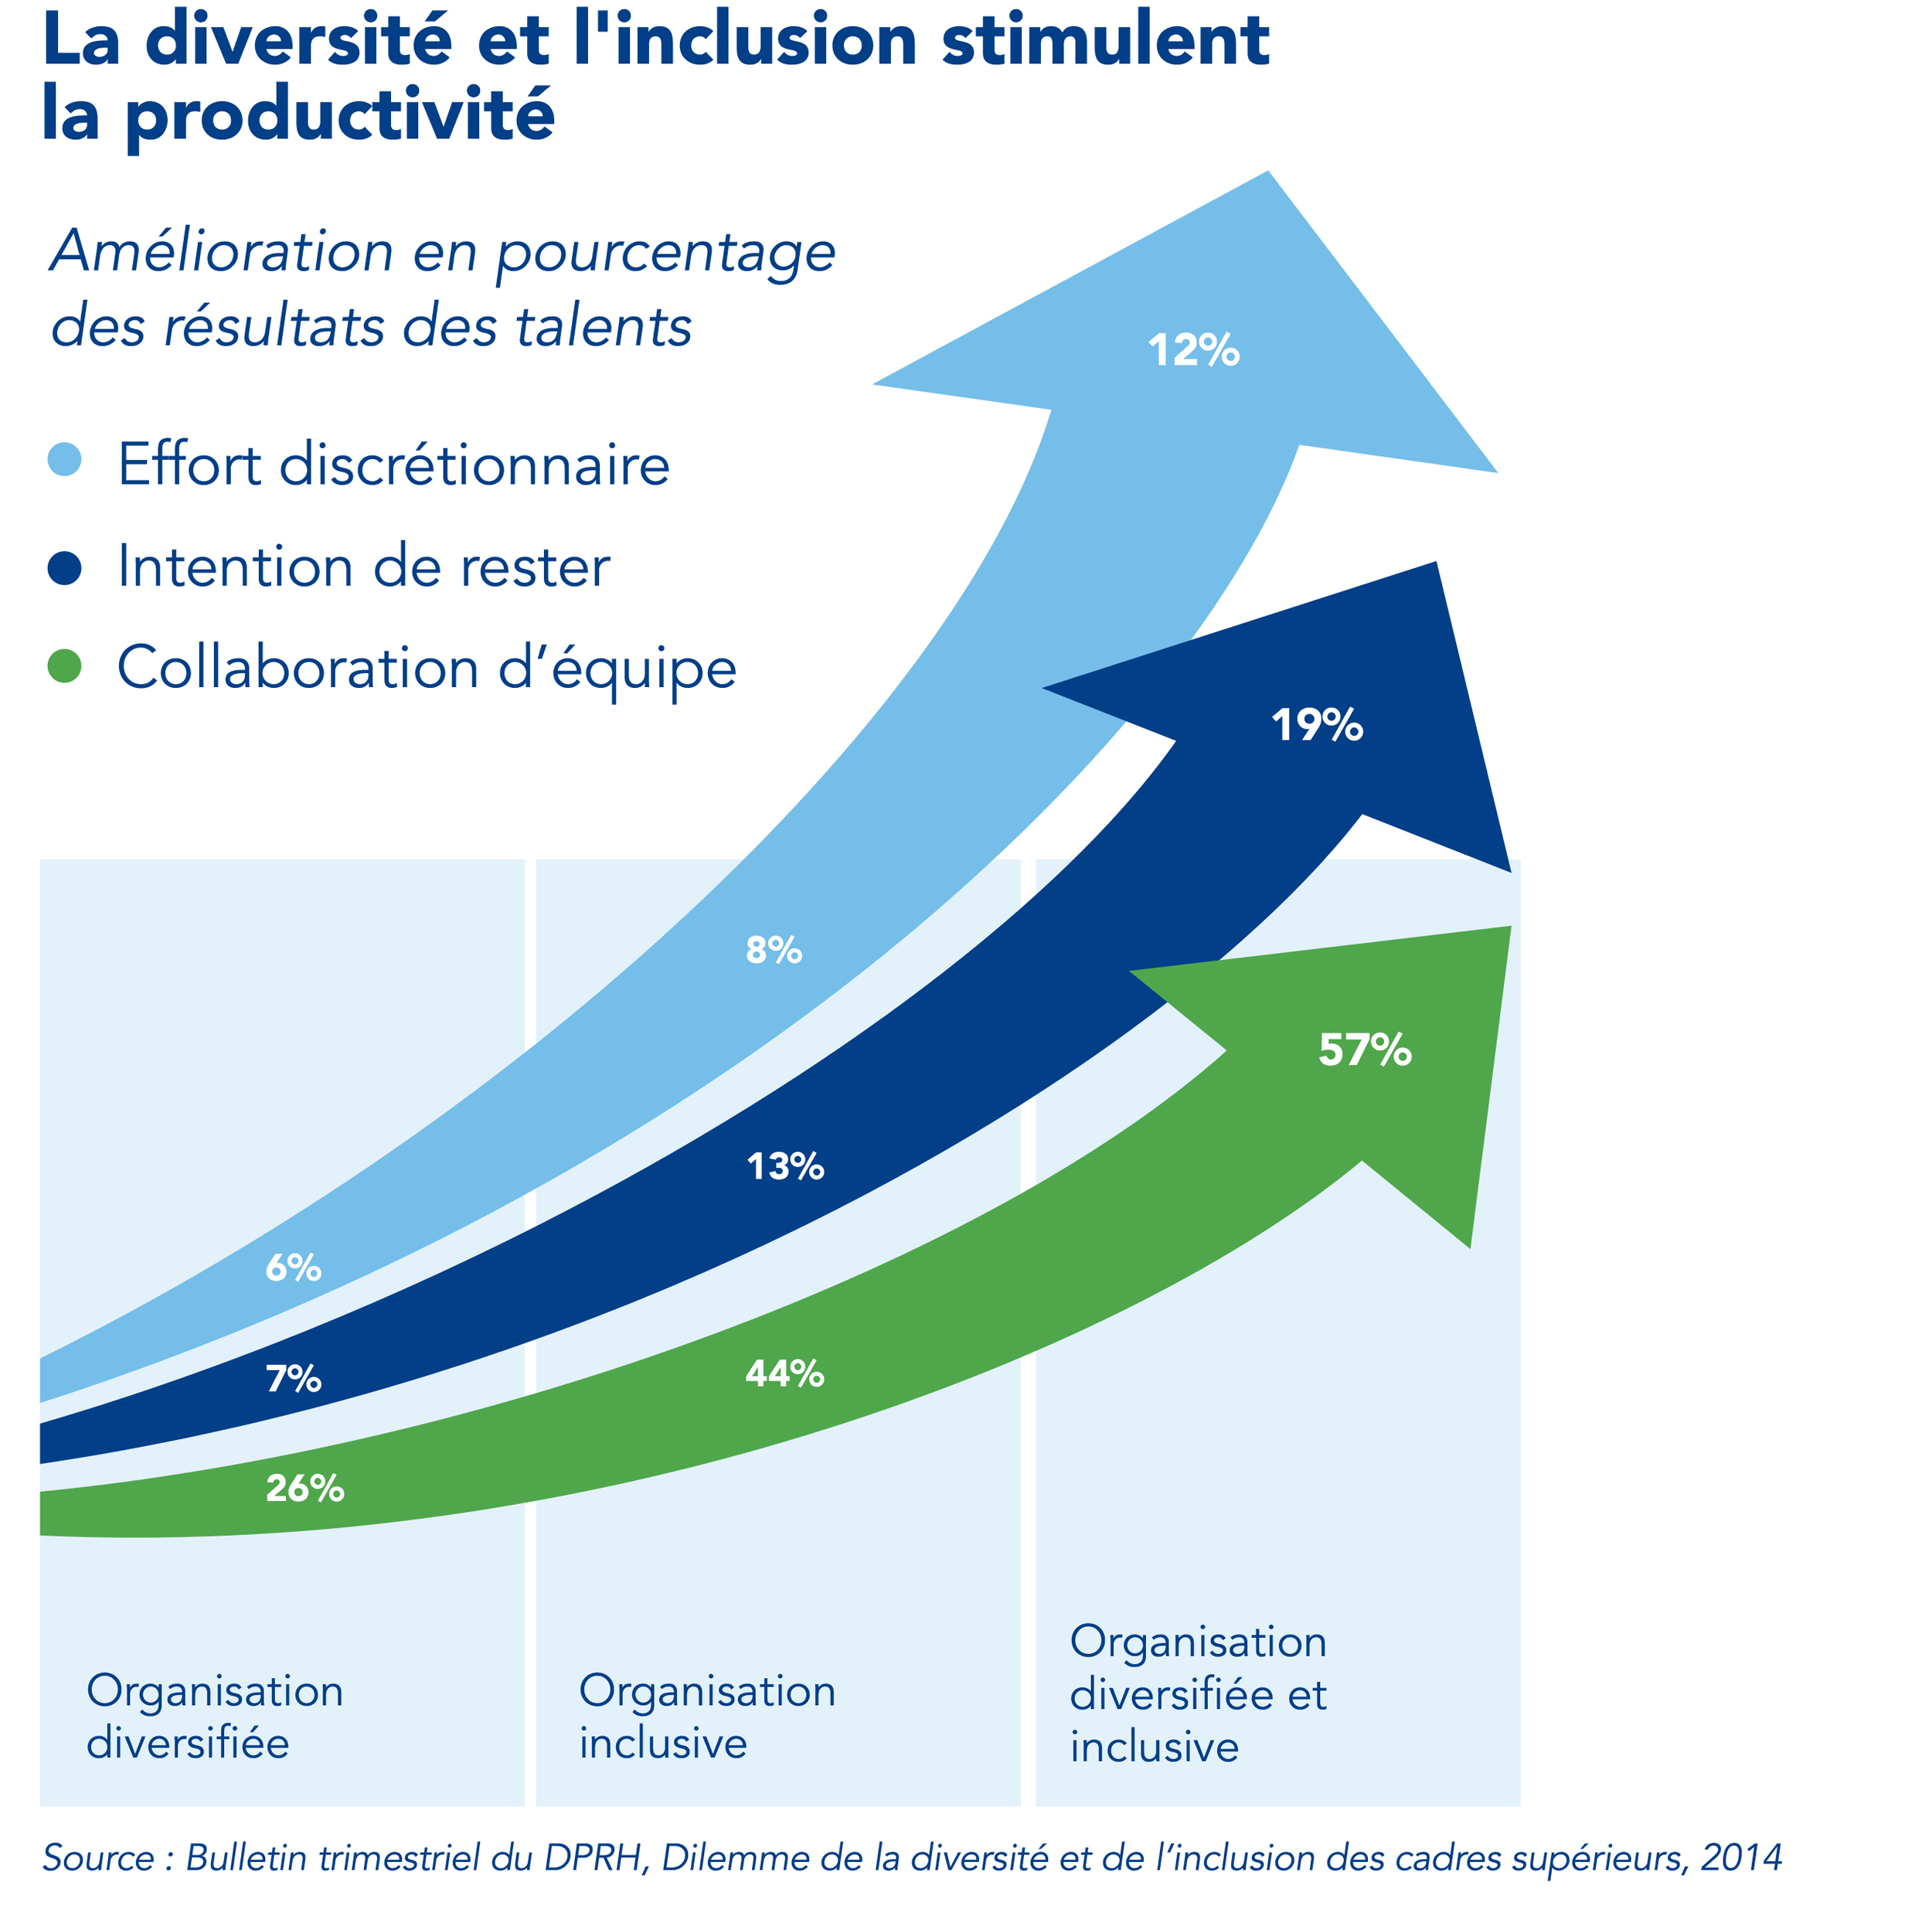 La diversité et l'inclusion stimulent
la productivité
Amélioration en pourcentage
des résultats des talents
Effort discrétionnaire
Intention de rester
Collaboration d’équipe
12%
19%
8%
57%
13%
6%
7%
44%
26%
Organisation
diversifiée
Organisation
inclusive
Organisation
diversifiée et
inclusive
Source : Bulletin trimestriel du DPRH, Dilemme de la diversité et de l’inclusion des cadres supérieurs, 2014